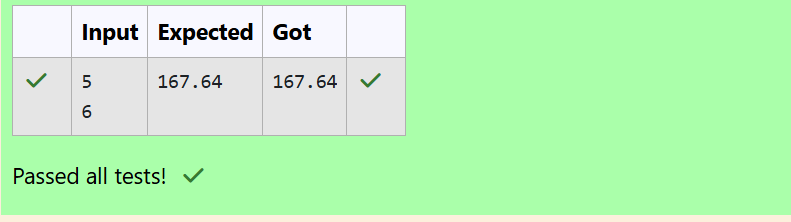 Input Expected Got
5 167.64 167.64
6
Passed all tests!